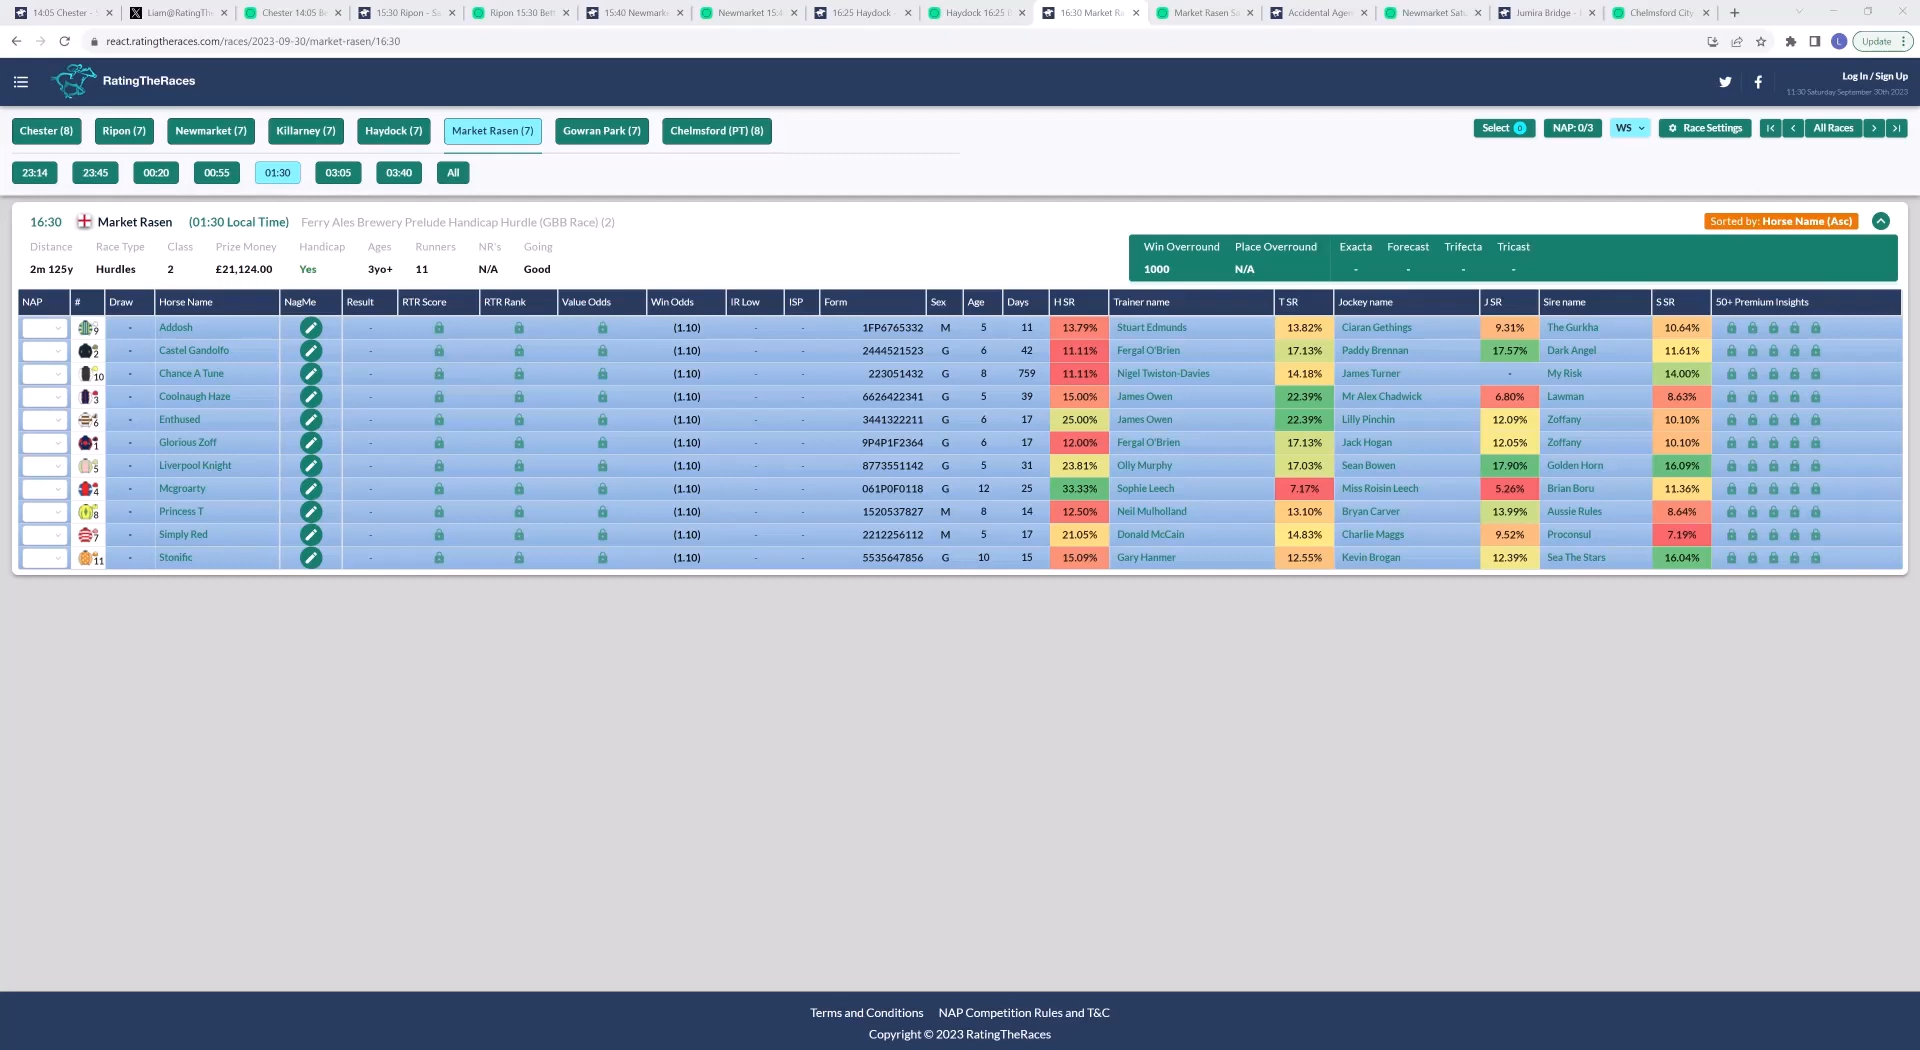 14:05 Chester - Liam@RatingTh Chester 14:05 Be 15:30 Ripon - Sa Ripon 15:30 Bett 15:40 Newmark Newmarket 15:4 16:25 Haydock - Haydock 16:25 16:30 Market Ra Market Rasen Sa Accidental Agen Newmarket Satu Jumira Bridge - Chelmsford City
react.ratingtheraces.com/races/2023-09-30/market-rasen/16:30 L Update
RatingTheRaces Log In / Sign Up
11:30 Saturday September 30th 2023
Chester (8) Ripon (7) Newmarket (7) Killarney (7) Haydock (7) Market Rasen (7) Gowran Park (7) Chelmsford (PT) (8) Select 0 NAP: 0/3 WS Race Settings All Races
23:14 23:45 00:20 00:55 01:30 03:05 03:40 All
16:30 Market Rasen (01:30 Local Time) Ferry Ales Brewery Prelude Handicap Hurdle (GBB Race) (2) Sorted by: Horse Name (Asc)
Distance Race Type Class Prize Money Handicap Ages Runners NR's Going Win Overround Place Overround Exacta Forecast Trifecta Tricast
2m 125y Hurdles 2 £21,124.00 Yes 3yo+ 11 N/A Good 1000 N/A - - - -
NAP # Draw Horse Name NagMe Result RTR Score RTR Rank Value Odds Win Odds IR Low ISP Form Sex Age Days H SR Trainer name T SR Jockey name J SR Sire name S SR 50+ Premium Insights
9 - Addosh - (1.10) - - 1FP6765332 M 5 11 13.79% Stuart Edmunds 13.82% Ciaran Gethings 9.31% The Gurkha 10.64%
2 - Castel Gandolfo - (1.10) - - 2444521523 G 6 42 11.11% Fergal O'Brien 17.13% Paddy Brennan 17.57% Dark Angel 11.61%
10 - Chance A Tune - (1.10) - - 223051432 G 8 759 11.11% Nigel Twiston-Davies 14.18% James Turner - My Risk 14.00%
3 - Coolnaugh Haze - (1.10) - - 6626422341 G 5 39 15.00% James Owen 22.39% Mr Alex Chadwick 6.80% Lawman 8.63%
6 - Enthused - (1.10) - - 3441322211 G 6 17 25.00% James Owen 22.39% Lilly Pinchin 12.09% Zoffany 10.10%
1 - Glorious Zoff - (1.10) - - 9P4P1F2364 G 6 17 12.00% Fergal O'Brien 17.13% Jack Hogan 12.05% Zoffany 10.10%
5 - Liverpool Knight - (1.10) - - 8773551142 G 5 31 23.81% Olly Murphy 17.03% Sean Bowen 17.90% Golden Horn 16.09%
4 - Mcgroarty - (1.10) - - 061P0F0118 G 12 25 33.33% Sophie Leech 7.17% Miss Roisin Leech 5.26% Brian Boru 11.36%
8 - Princess T - (1.10) - - 1520537827 M 8 14 12.50% Neil Mulholland 13.10% Bryan Carver 13.99% Aussie Rules 8.64%
7 - Simply Red - (1.10) - - 2212256112 M 5 17 21.05% Donald McCain 14.83% Charlie Maggs 9.52% Proconsul 7.19%
11 - Stonific - (1.10) - - 5535647856 G 10 15 15.09% Gary Hanmer 12.55% Kevin Brogan 12.39% Sea The Stars 16.04%
Terms and Conditions NAP Competition Rules and T&C
Copyright © 2023 RatingTheRaces